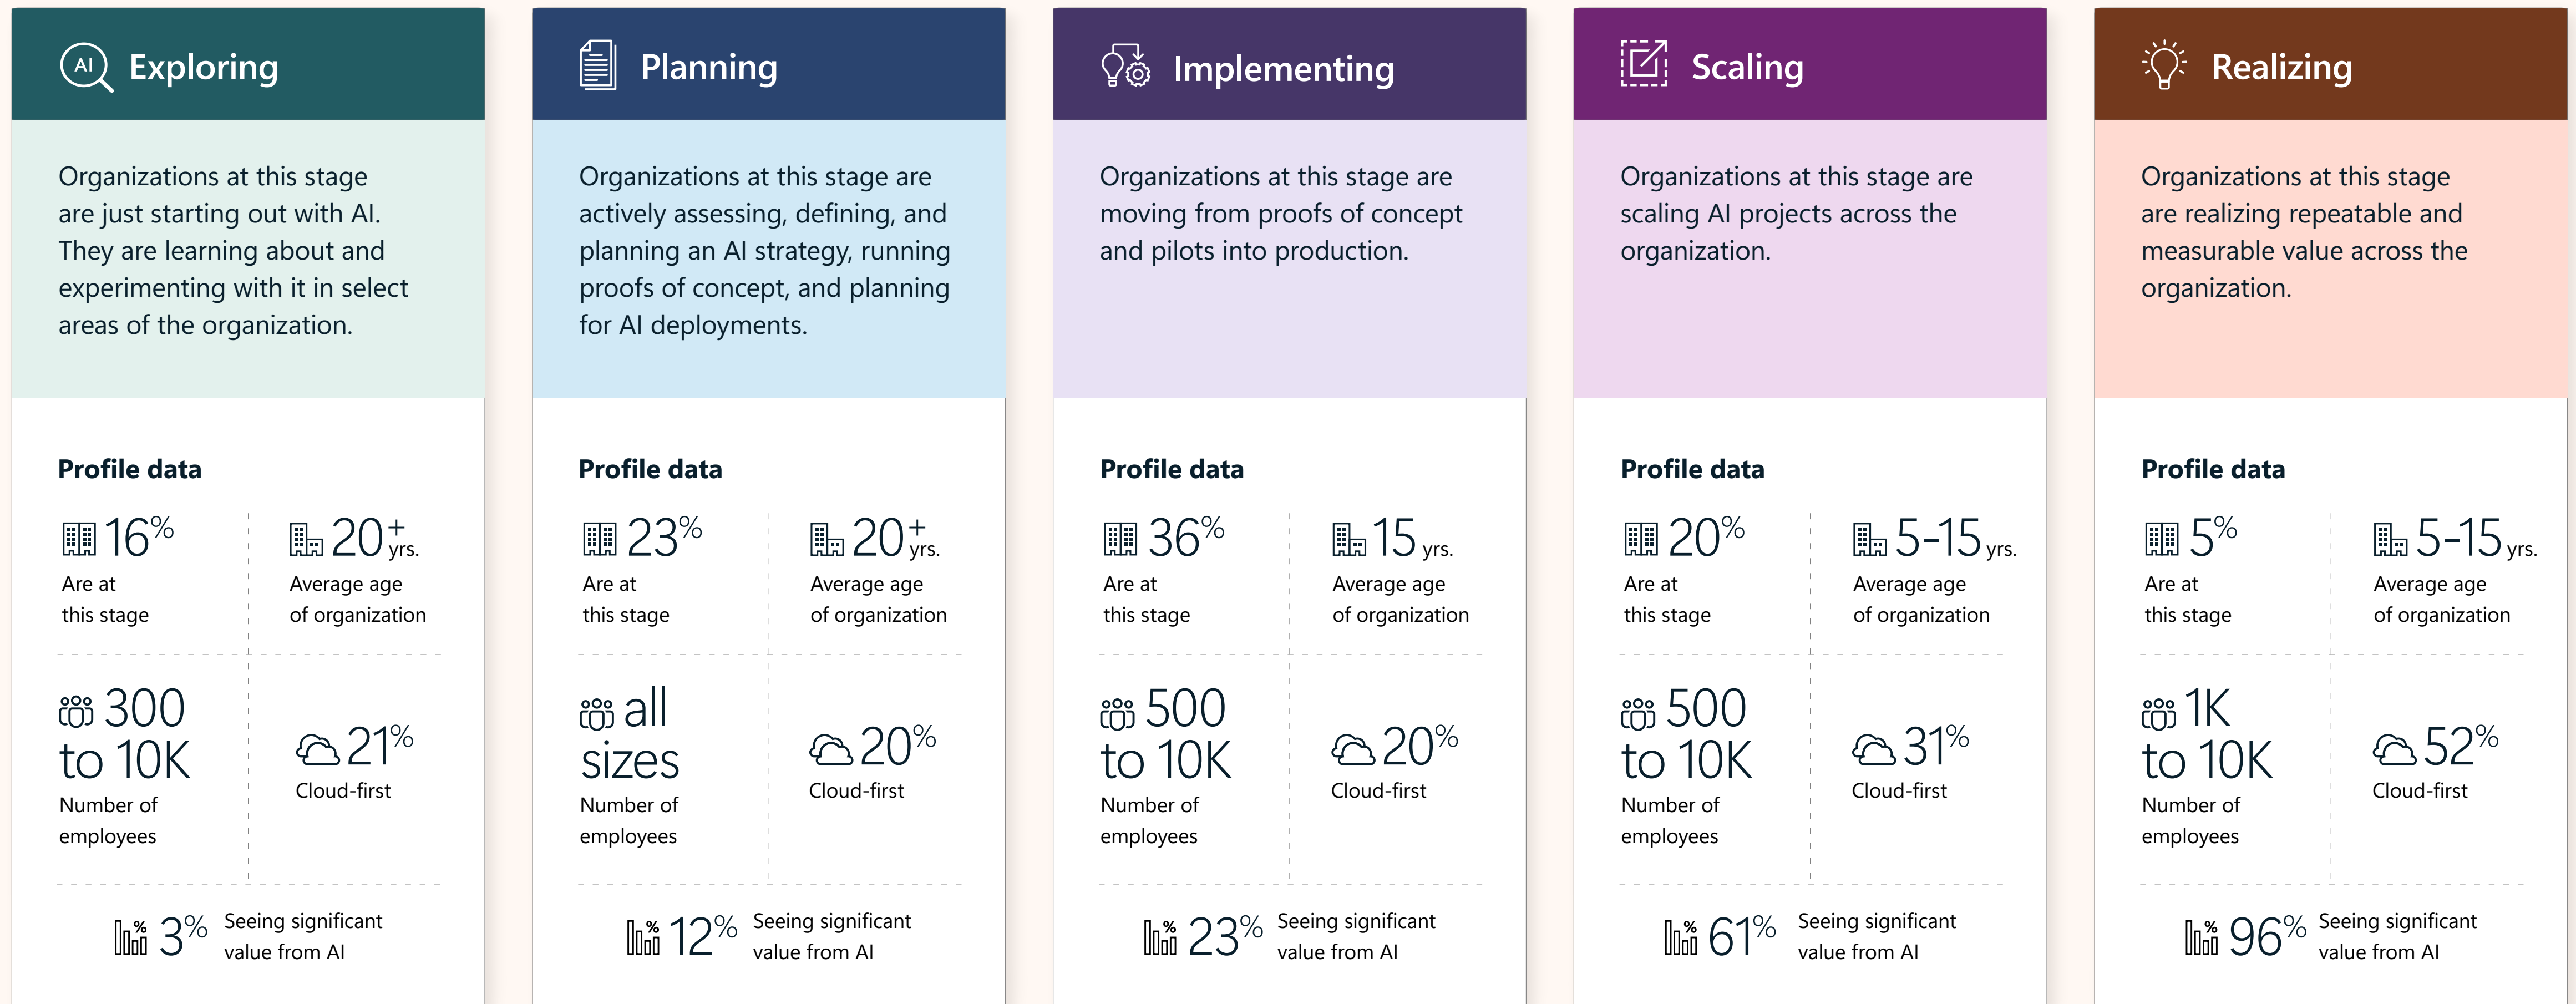 AI Exploring
Organizations at this stage
are just starting out with AI.
They are learning about and
experimenting with it in select
areas of the organization.
Profile data
16%
Are at
this stage
20+ yrs.
Average age
of organization
300
to 10K
Number of
employees
21%
Cloud-first
% 3% Seeing significant
value from AI
Planning
Organizations at this stage are
actively assessing, defining, and
planning an AI strategy, running
proofs of concept, and planning
for AI deployments.
Profile data
23%
Are at
this stage
20+ yrs.
Average age
of organization
all
sizes
Number of
employees
20%
Cloud-first
% 12% Seeing significant
value from AI
Implementing
Organizations at this stage are
moving from proofs of concept
and pilots into production.
Profile data
36%
Are at
this stage
15 yrs.
Average age
of organization
500
to 10K
Number of
employees
20%
Cloud-first
% 23% Seeing significant
value from AI
Scaling
Organizations at this stage are
scaling AI projects across the
organization.
Profile data
20%
Are at
this stage
5-15 yrs.
Average age
of organization
500
to 10K
Number of
employees
31%
Cloud-first
% 61% Seeing significant
value from AI
Realizing
Organizations at this stage
are realizing repeatable and
measurable value across the
organization.
Profile data
5%
Are at
this stage
5-15 yrs.
Average age
of organization
1K
to 10K
Number of
employees
52%
Cloud-first
% 96% Seeing significant
value from AI